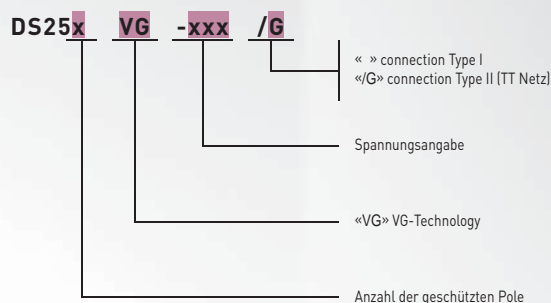 DS25x VG -xxx /G
« » connection Type I
«/G» connection Type II (TT Netz)
Spannungsangabe
«VG» VG-Technology
Anzahl der geschützten Pole